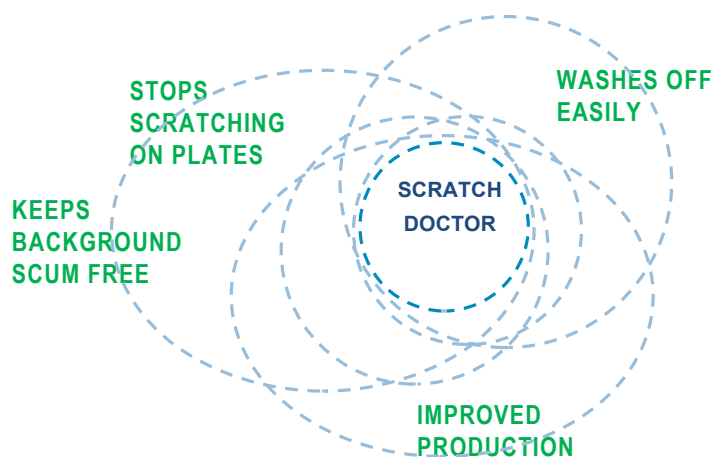 WASHES OFF
EASILY
STOPS
SCRATCHING
ON PLATES
SCRATCH
DOCTOR
KEEPS
BACKGROUND
SCUM FREE
IMPROVED
PRODUCTION